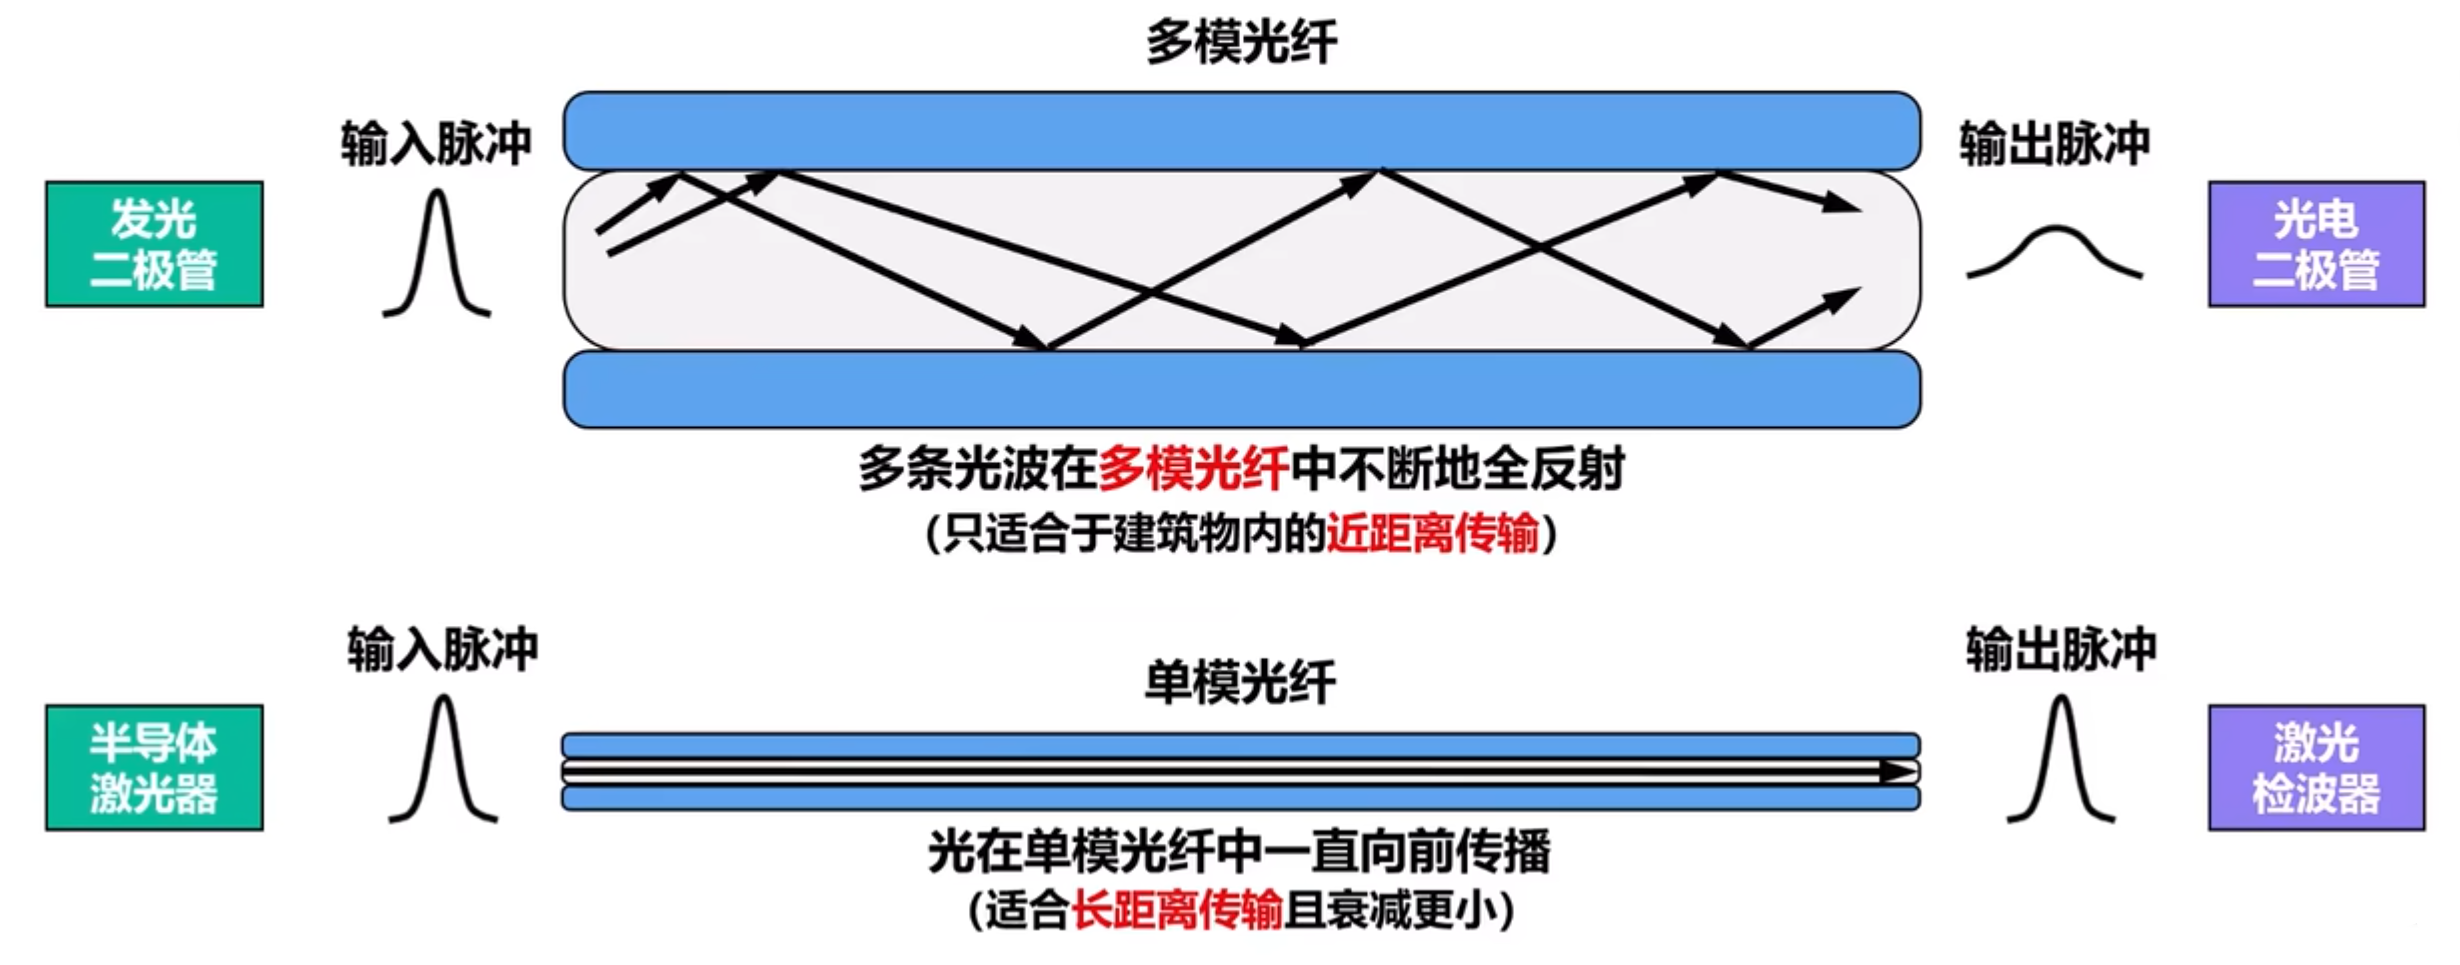 多模光纤
输入脉冲
输出脉冲
发光
二极管
光电
二极管
多条光波在多模光纤中不断地全反射
（只适合于建筑物内的近距离传输）
输入脉冲
单模光纤
输出脉冲
半导体
激光器
激光
检波器
光在单模光纤中一直向前传播
（适合长距离传输且衰减更小）